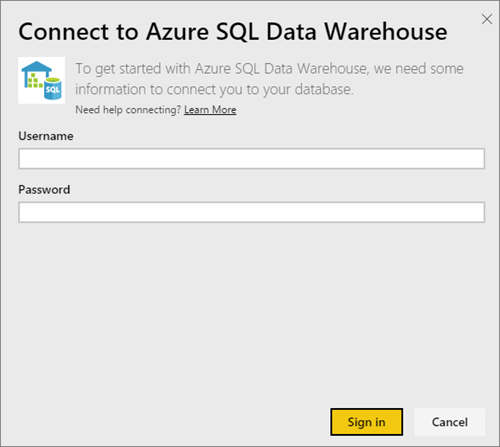 Connect to Azure SQL Data Warehouse
SQL
To get started with Azure SQL Data Warehouse, we need some
information to connect you to your database.
Need help connecting? Learn More
Username
Password
Sign in
Cancel